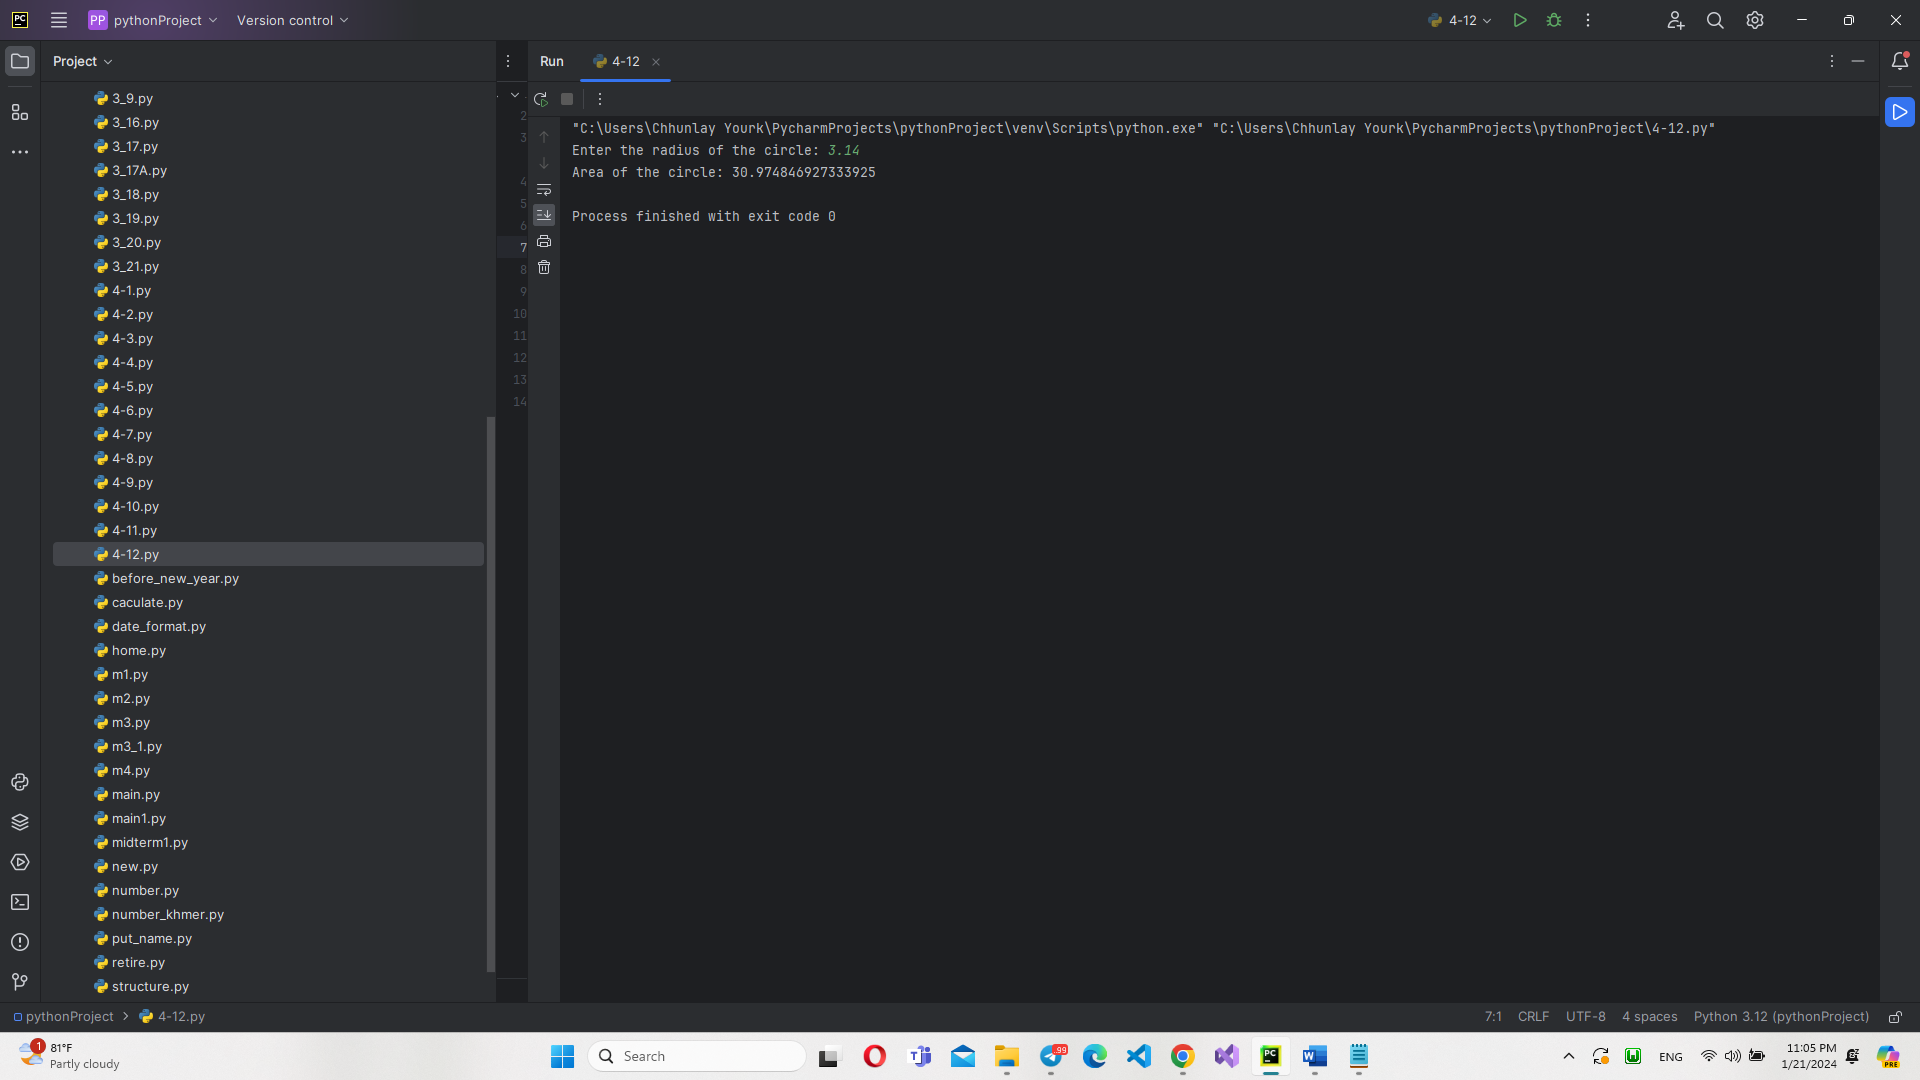 PC
PP pythonProject
Version control
4-12
Project
3_9.py
3_16.py
3_17.py
3_17A.py
3_18.py
3_19.py
3_20.py
3_21.py
4-1.py
4-2.py
4-3.py
4-4.py
4-5.py
4-6.py
4-7.py
4-8.py
4-9.py
4-10.py
4-11.py
4-12.py
before_new_year.py
caculate.py
date_format.py
home.py
m1.py
m2.py
m3.py
m3_1.py
m4.py
main.py
main1.py
midterm1.py
new.py
number.py
number_khmer.py
put_name.py
retire.py
structure.py
2
3
4
5
6
7
8
9
10
11
12
13
14
Run
4-12
"C:\Users\Chhunlay Yourk\PycharmProjects\pythonProject\venv\Scripts\python.exe" "C:\Users\Chhunlay Yourk\PycharmProjects\pythonProject\4-12.py"
Enter the radius of the circle: 3.14
Area of the circle: 30.974846927333925
Process finished with exit code 0
pythonProject > 4-12.py
7:1 CRLF UTF-8 4 spaces Python 3.12 (pythonProject)
1
81°F
Partly cloudy
Search
99
PC
W
ENG
11:05 PM
1/21/2024
PRE